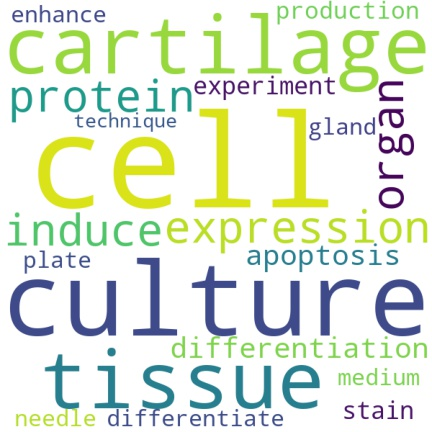 enhance production
cartilage
protein experiment
technique gland
organ
cell
induce expression
plate apoptosis
culture
differentiation
tissue medium
needle differentiate stain